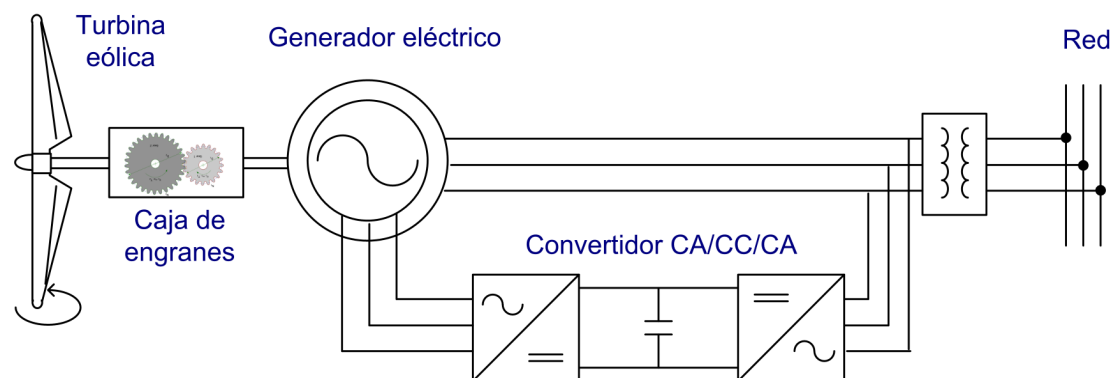 Turbina
eólica
Generador eléctrico
Red
Caja de
engranes
Convertidor CA/CC/CA